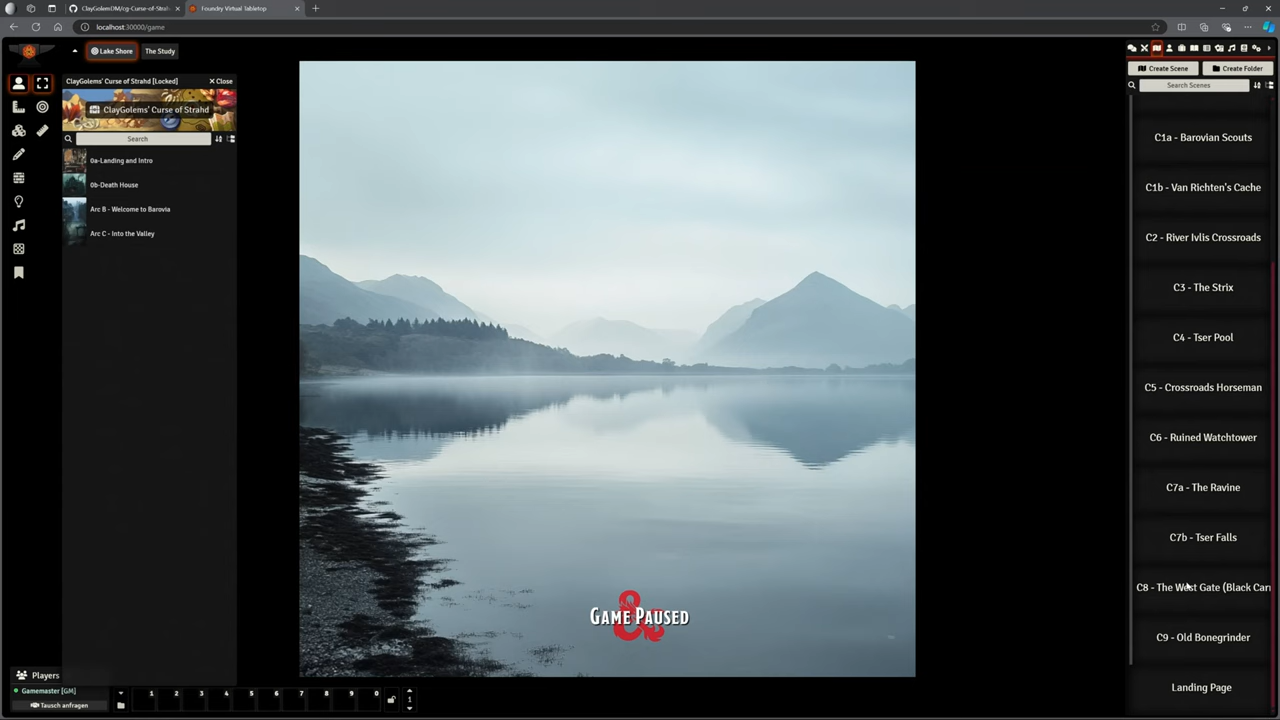 ClayGolemDM/cg-Curse-of-Strah
Foundry Virtual Tabletop
localhost:30000/game
Lake Shore
The Study
Create Scene
Create Folder
Search Scenes
ClayGolems' Curse of Strahd [Locked]
Close
ClayGolems' Curse of Strahd
Search
0a-Landing and Intro
0b-Death House
Arc B - Welcome to Barovia
Arc C - Into the Valley
C1a - Barovian Scouts
C1b - Van Richten's Cache
C2 - River Ivlis Crossroads
C3 - The Strix
C4 - Tser Pool
C5 - Crossroads Horseman
C6 - Ruined Watchtower
C7a - The Ravine
C7b - Tser Falls
C8 - The West Gate (Black Carr
C9 - Old Bonegrinder
Landing Page
Game Paused
Players
Gamemaster [GM]
Tausch anfragen
1 2 3 4 5 6 7 8 9 0
1